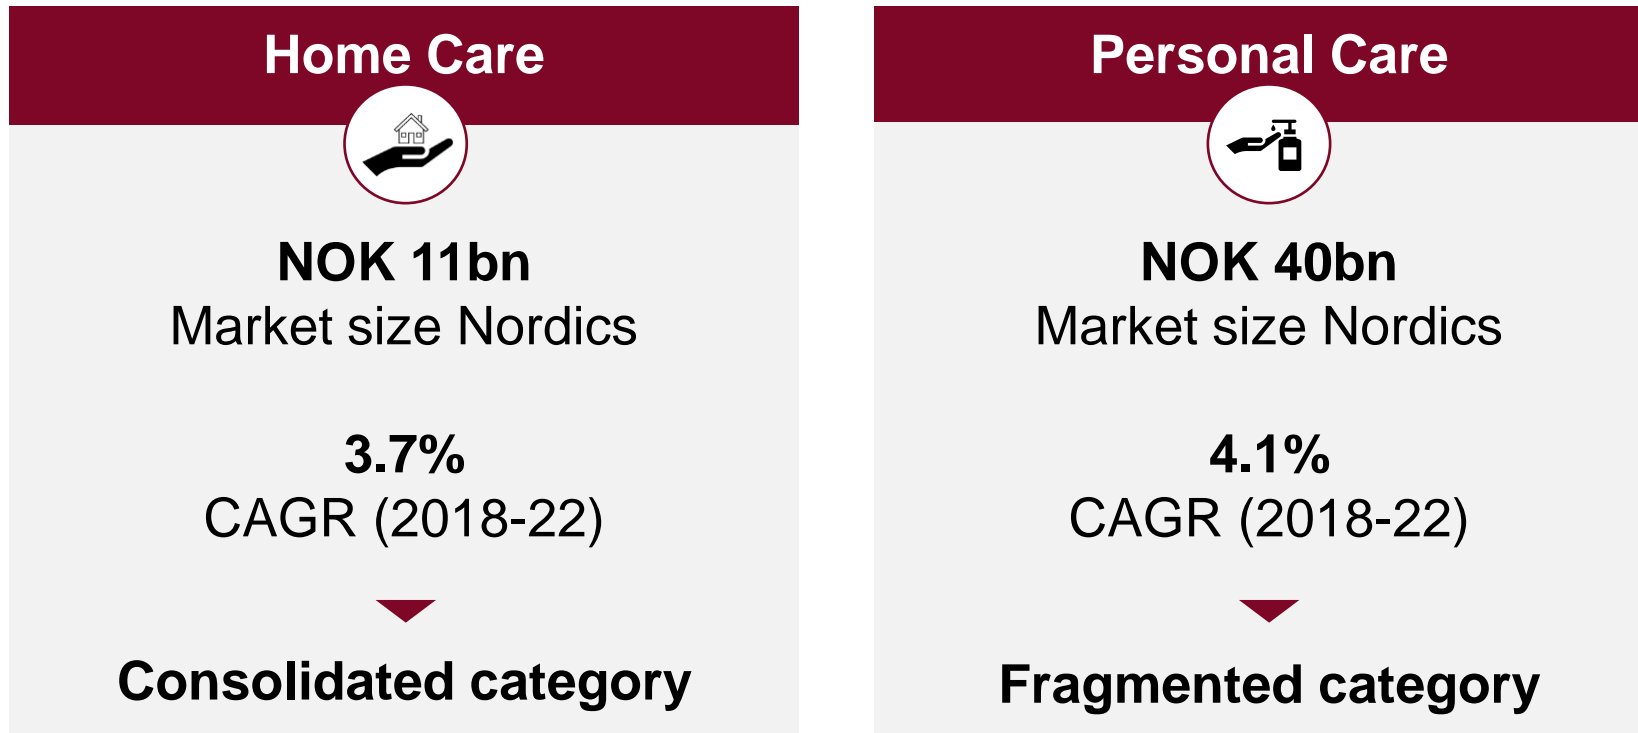 Home Care
NOK 11bn
Market size Nordics
3.7%
CAGR (2018-22)
Consolidated category
Personal Care
NOK 40bn
Market size Nordics
4.1%
CAGR (2018-22)
Fragmented category